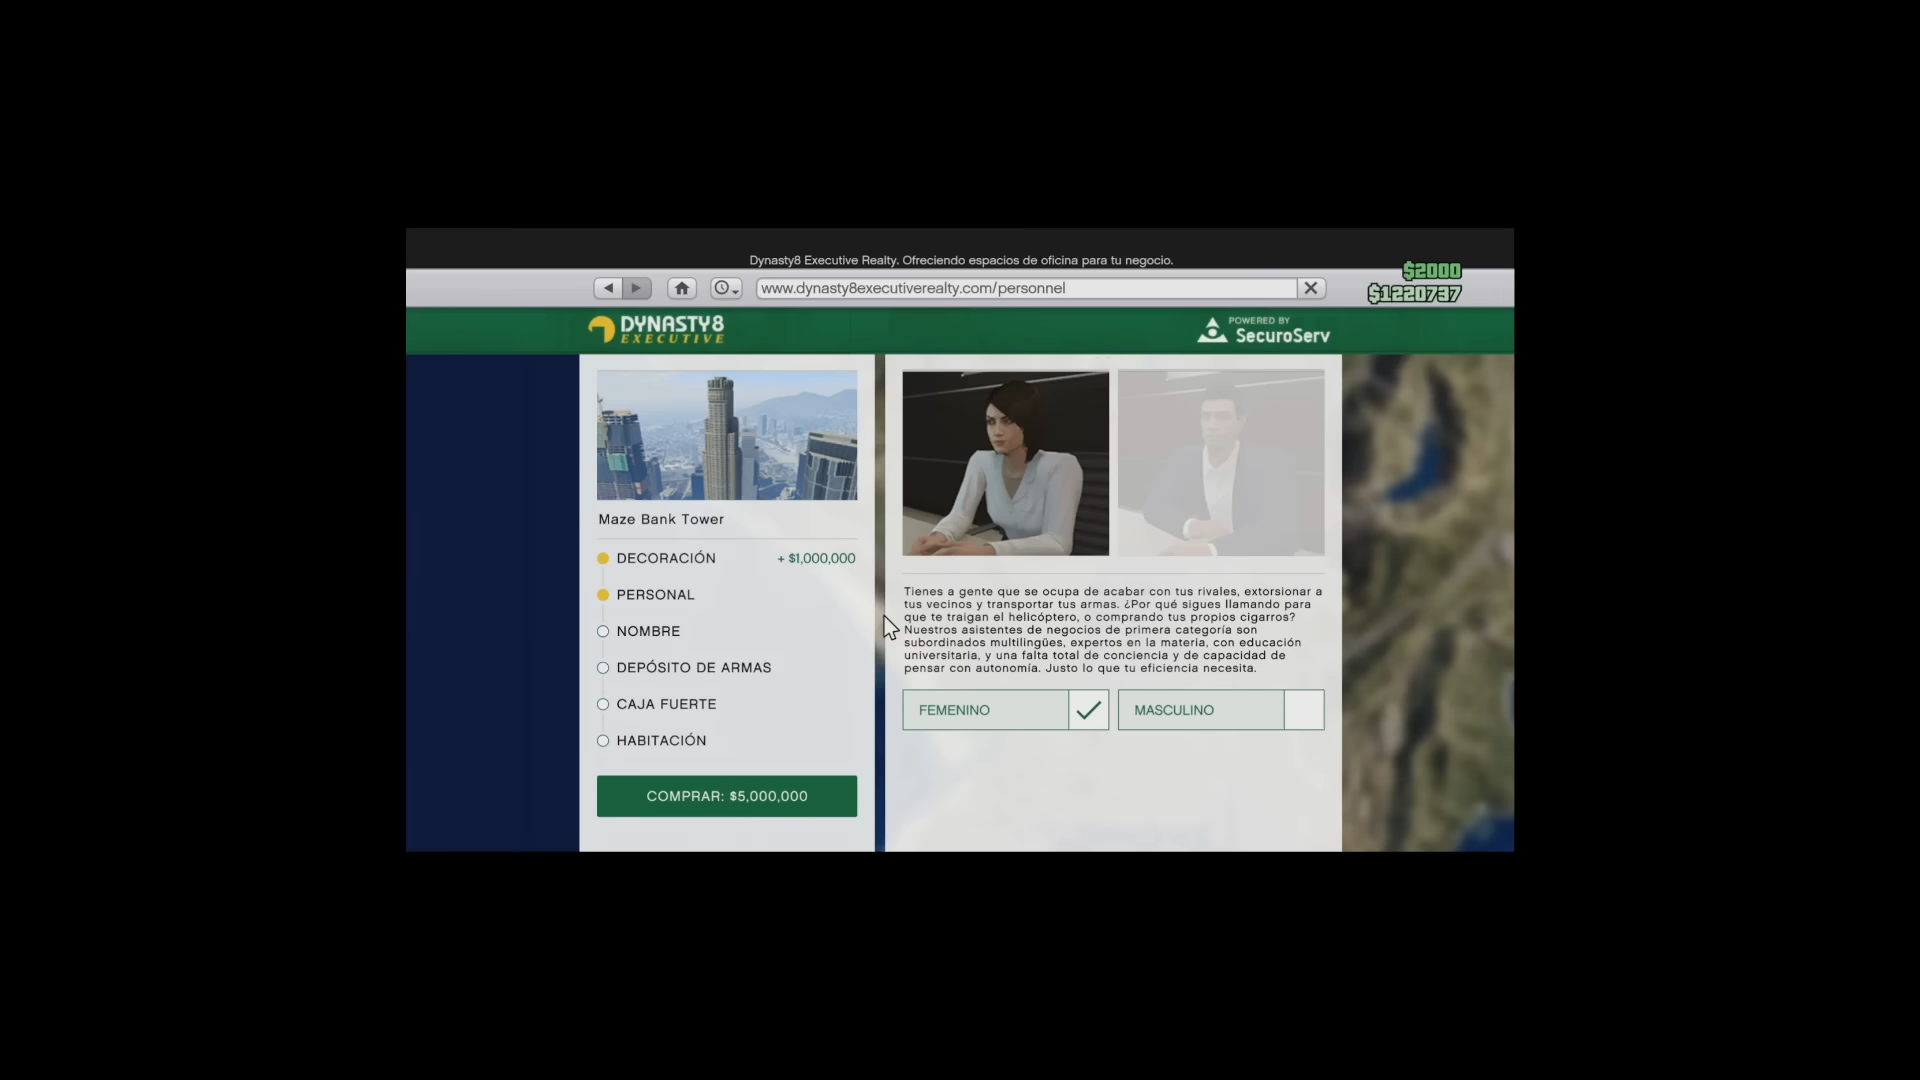 Dynasty8 Executive Realty. Ofreciendo espacios de oficina para tu negocio.
$2000
www.dynasty8executiverealty.com/personnel
$1220737
DYNASTY 8
EXECUTIVE
POWERED BY
SecuroServ
Maze Bank Tower
DECORACIÓN + $1,000,000
PERSONAL
NOMBRE
DEPÓSITO DE ARMAS
CAJA FUERTE
HABITACIÓN
COMPRAR: $5,000,000
Tienes a gente que se ocupa de acabar con tus rivales, extorsionar a
tus vecinos y transportar tus armas. ¿Por qué sigues llamando para
que te traigan el helicóptero, o comprando tus propios cigarros?
Nuestros asistentes de negocios de primera categoría son
subordinados multilingües, expertos en la materia, con educación
universitaria, y una falta total de conciencia y de capacidad de
pensar con autonomía. Justo lo que tu eficiencia necesita.
FEMENINO
MASCULINO